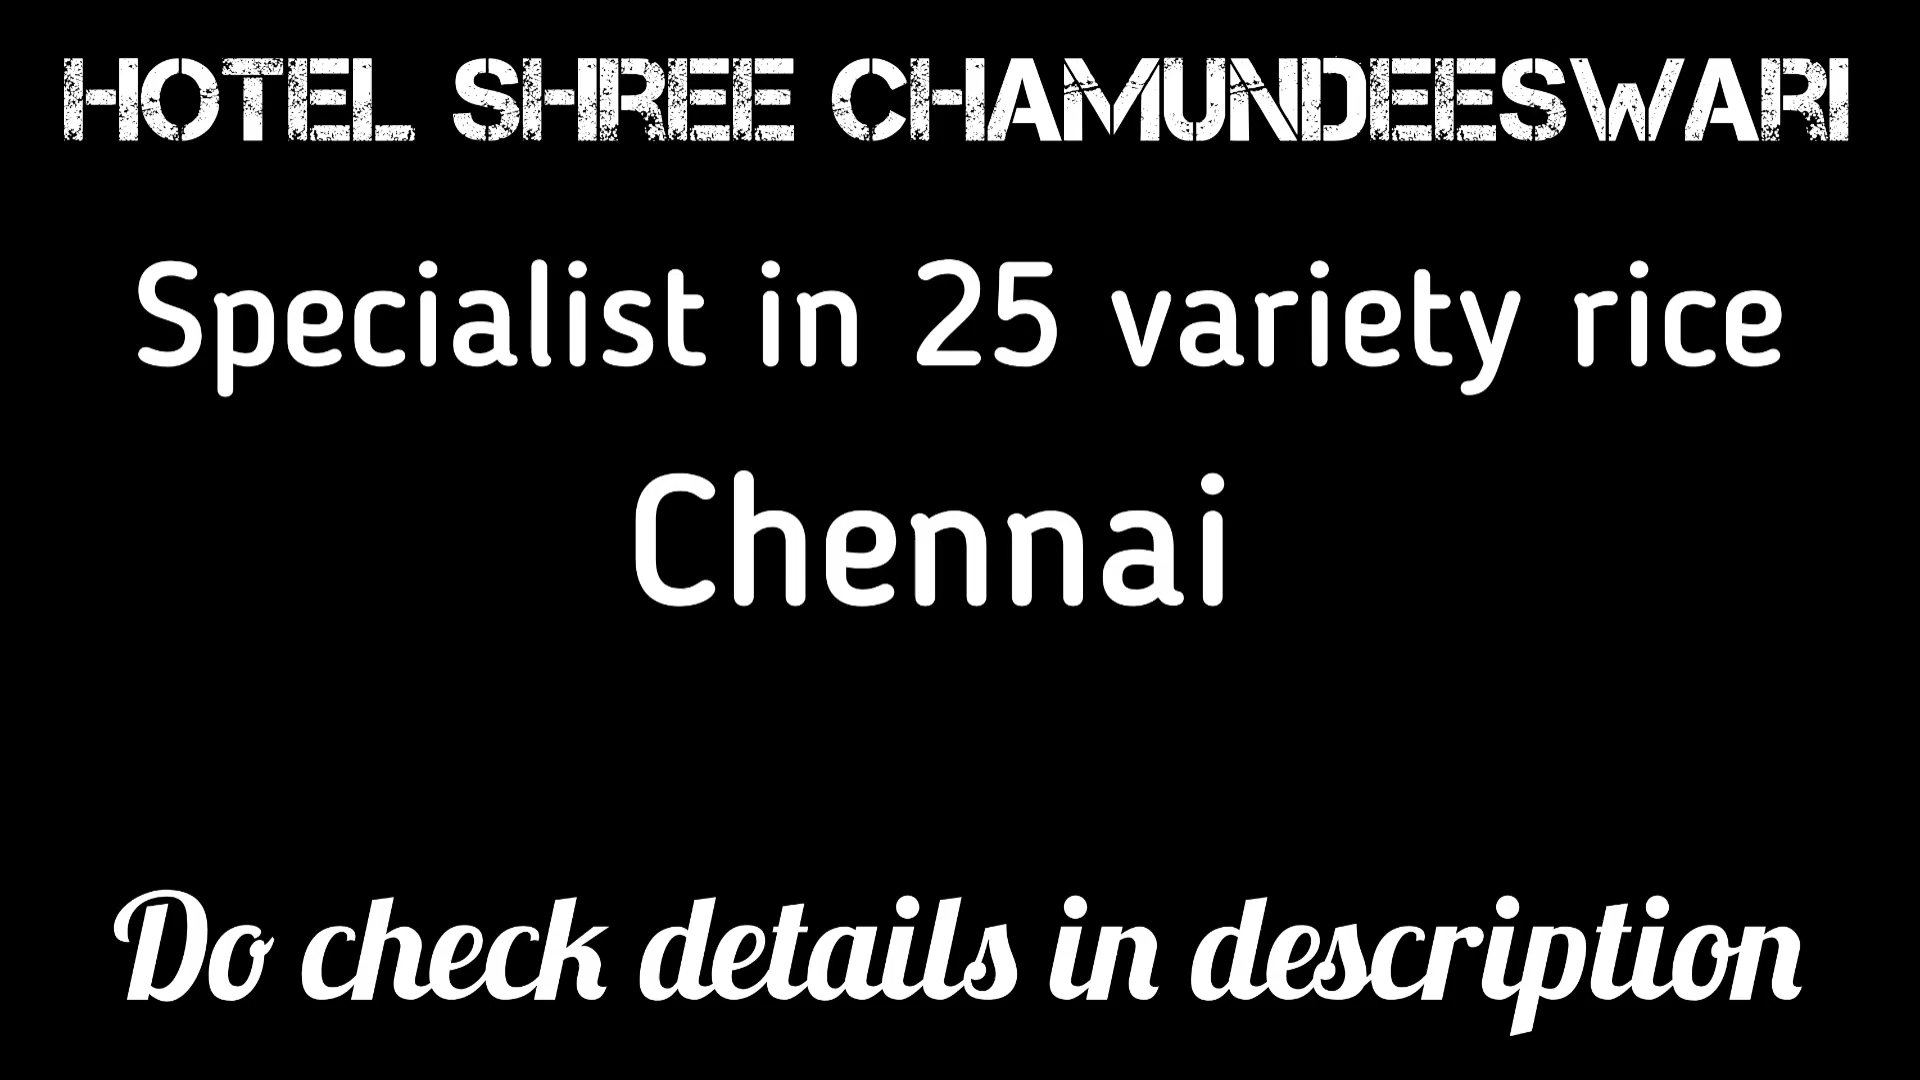 HOTEL SHREE CHAMUNDEESWARI
Specialist in 25 variety rice
Chennai
Do check details in description